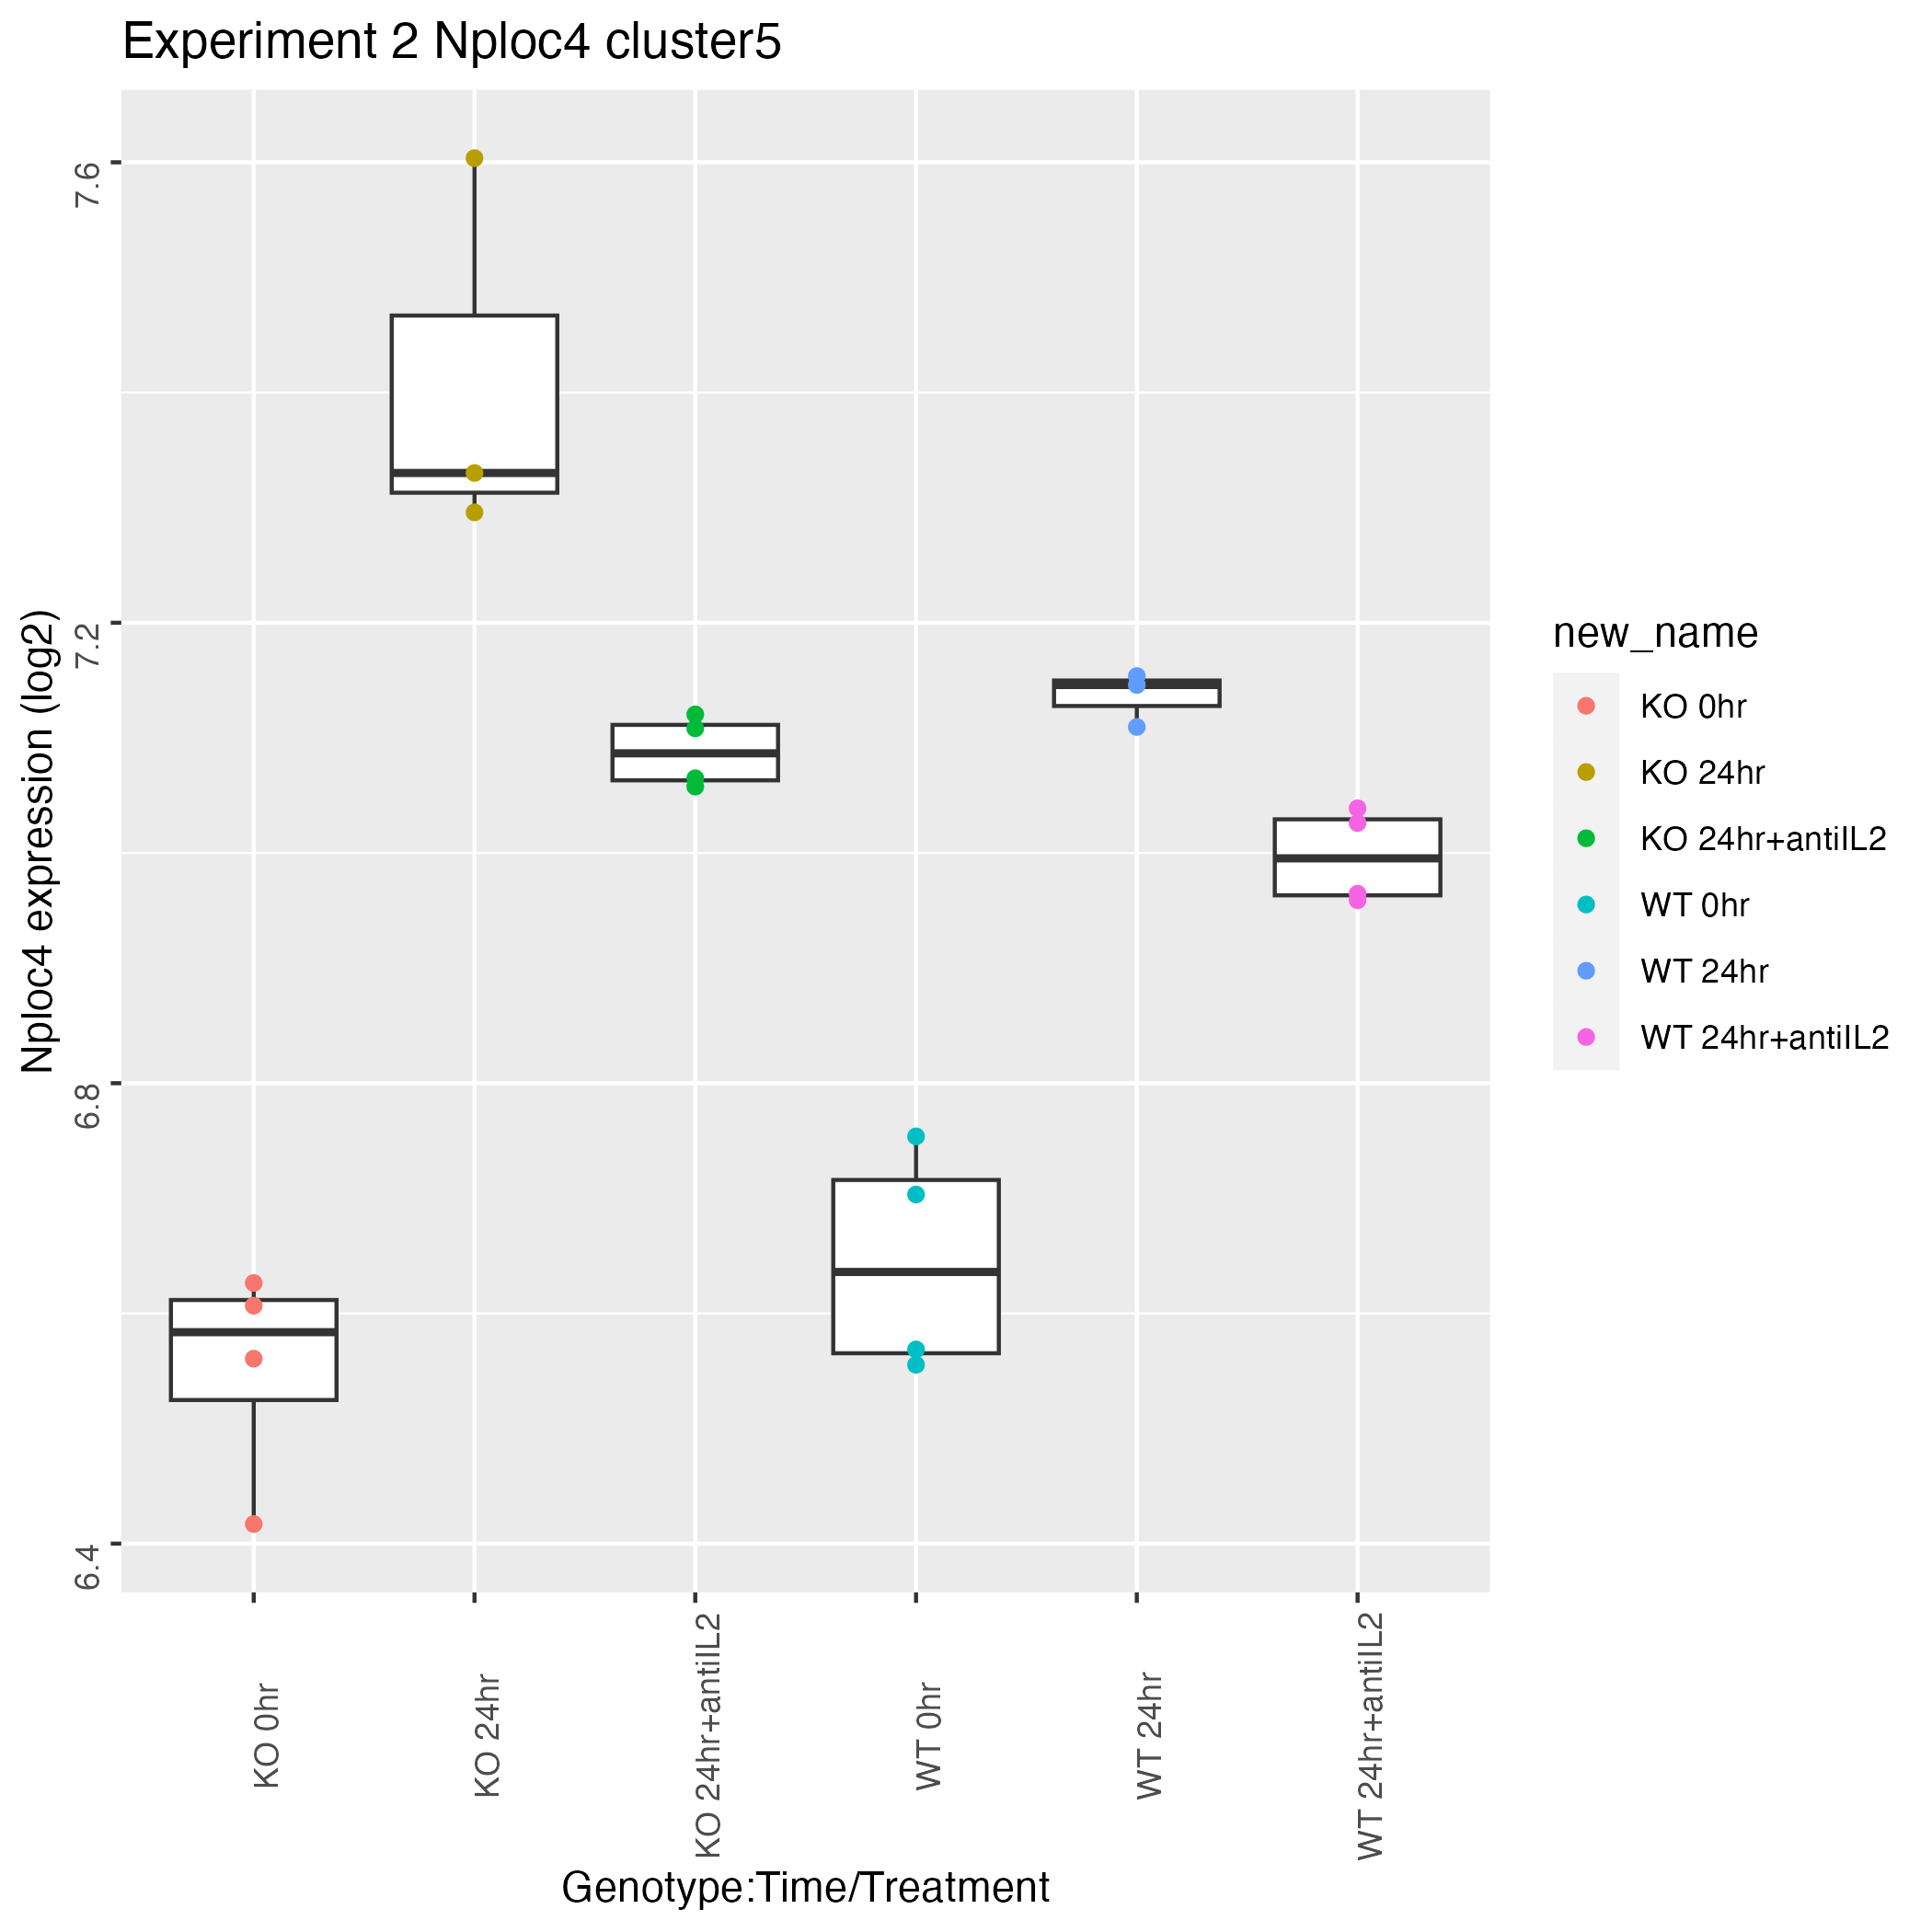 Experiment 2 Nploc4 cluster5
Nploc4 expression (log2)
7.6
7.2
6.8
6.4
KO 0hr
KO 24hr
KO 24hr+antiIL2
WT 0hr
WT 24hr
WT 24hr+antiIL2
Genotype:Time/Treatment
new_name
KO 0hr
KO 24hr
KO 24hr+antiIL2
WT 0hr
WT 24hr
WT 24hr+antiIL2